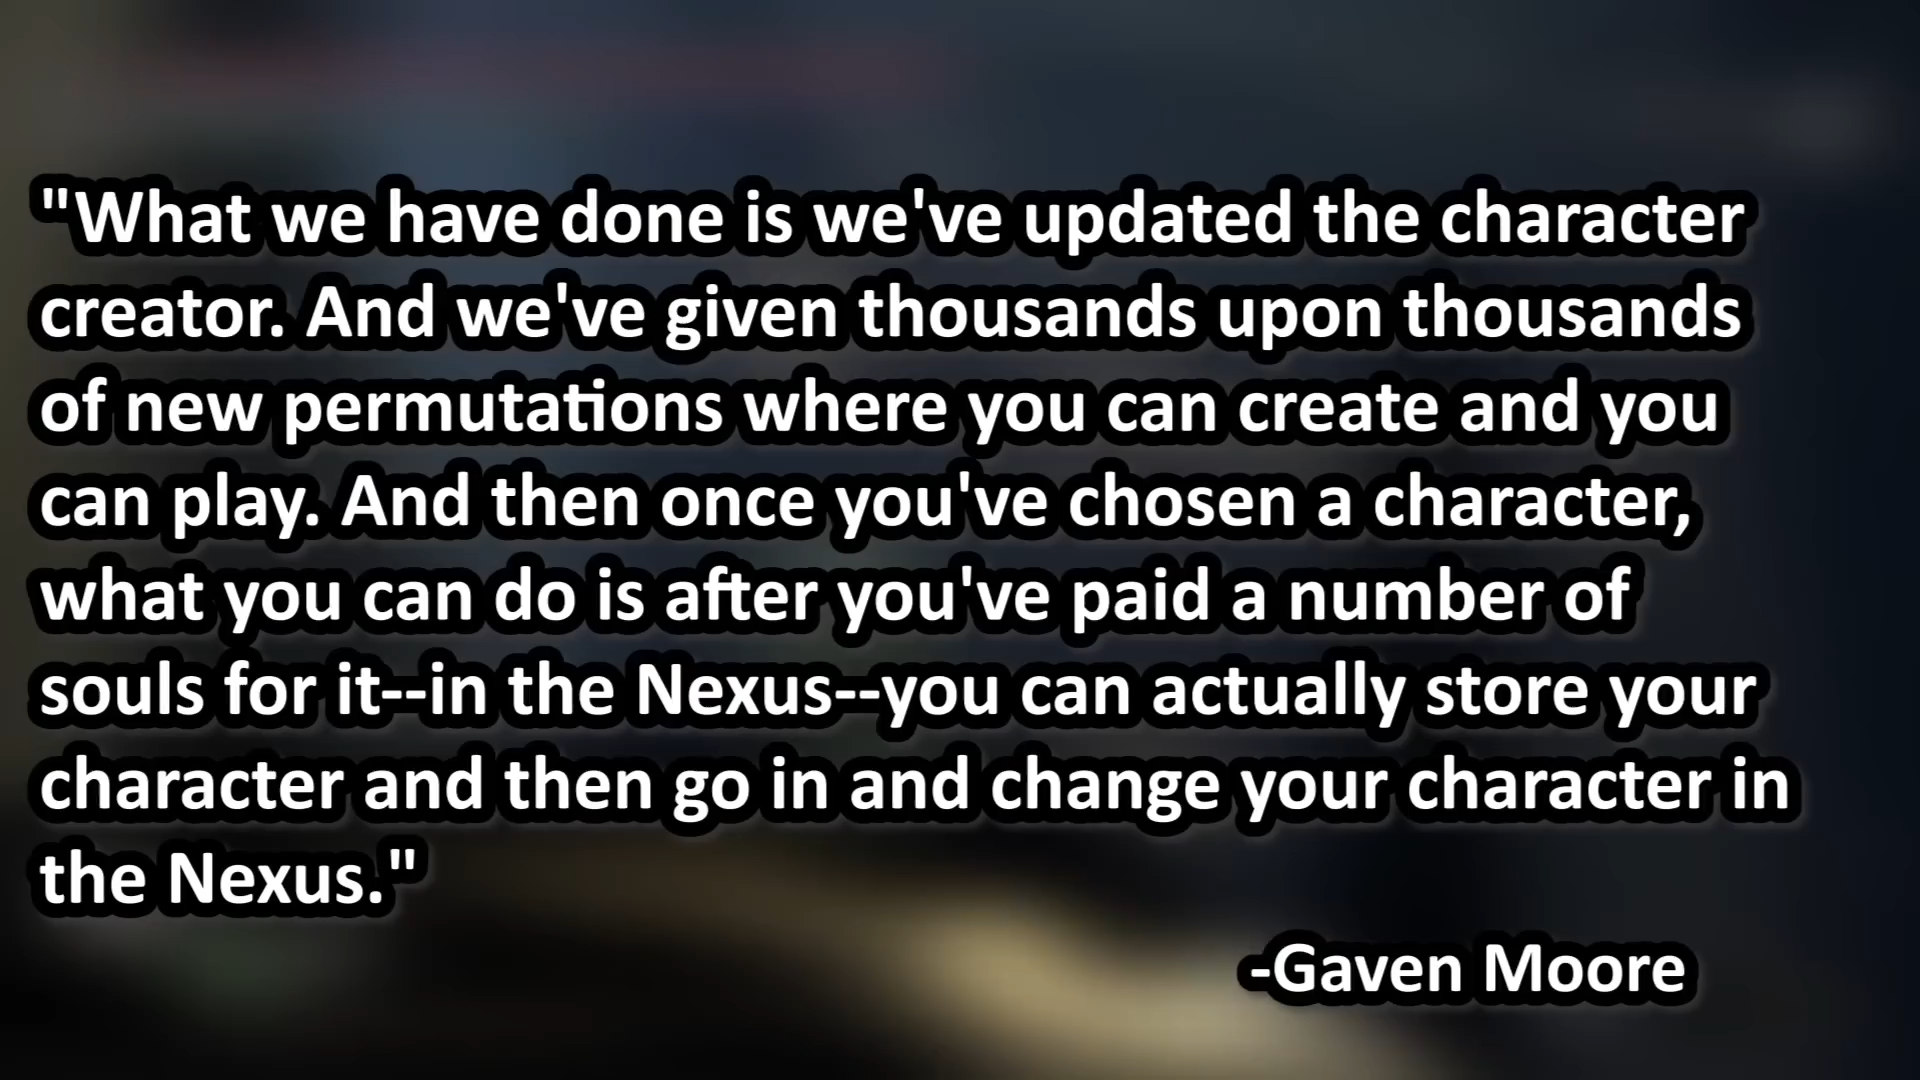 "What we have done is we've updated the character
creator. And we've given thousands upon thousands
of new permutations where you can create and you
can play. And then once you've chosen a character,
what you can do is after you've paid a number of
souls for it--in the Nexus--you can actually store your
character and then go in and change your character in
the Nexus."
-Gaven Moore